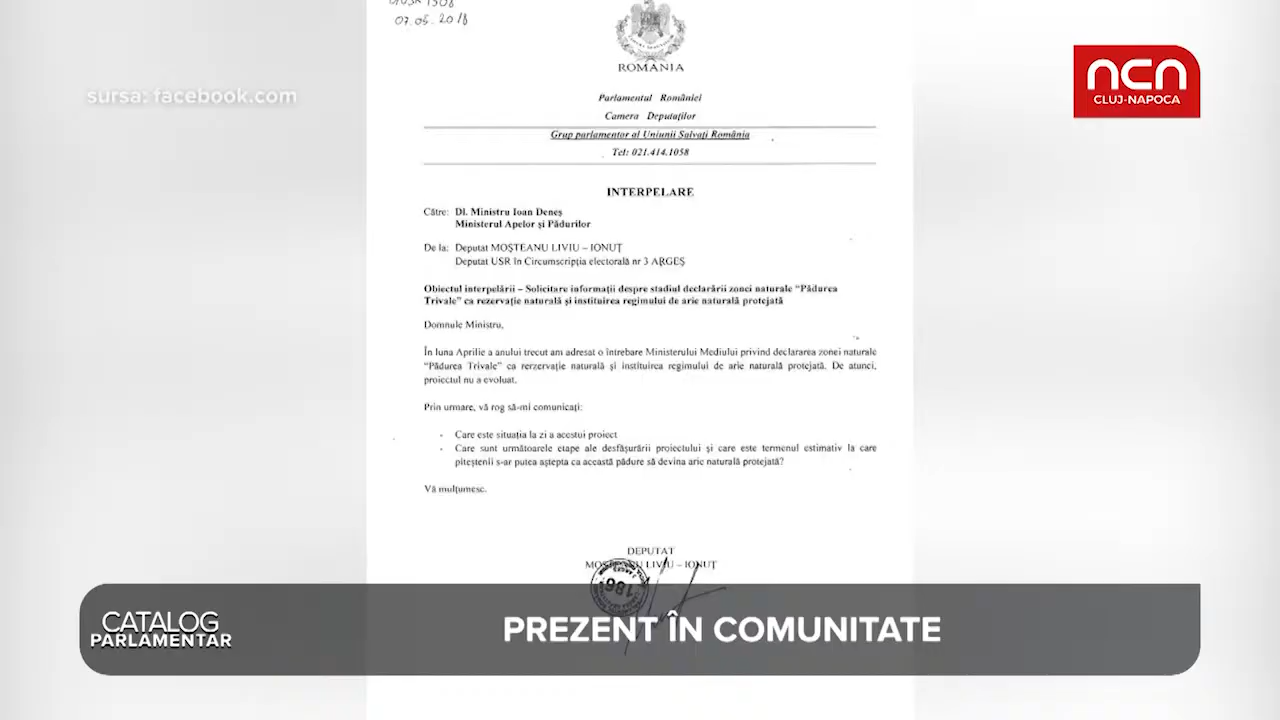 07.05.2018
ROMANIA
ncn
CLUJ-NAPOCA
sursa: facebook.com
Parlamentul României
Camera Deputaților
Grup parlamentar al Uniunii Salvați România
Tel: 021.414.1058
INTERPELARE
Către: Dl. Ministru Ioan Deneș
Ministerul Apelor și Pădurilor
De la: Deputat MOȘTEANU LIVIU – IONUȚ
Deputat USR în Circumscripția electorală nr 3 ARGEȘ
Obiectul interpelării – Solicitare informații despre stadiul declarării zonei naturale “Pădurea
Trivale” ca rezervație naturală și instituirea regimului de arie naturală protejată
Domnule Ministru,
În luna Aprilie a anului trecut am adresat o întrebare Ministerului Mediului privind declararea zonei naturale
“Pădurea Trivale” ca rerzervație naturală și instituirea regimului de arie naturală protejată. De atunci,
proiectul nu a evoluat.
Prin urmare, vă rog să-mi comunicați:
- Care este situația la zi a acestui proiect
- Care sunt următoarele etape ale desfășurării proiectului și care este termenul estimativ la care
piteștenii s-ar putea aștepta ca această pădure să devina arie naturală protejată?
Vă mulțumesc.
DEPUTAT
MOȘTEANU LIVIU – IONUȚ
CATALOG
PARLAMENTAR
PREZENT ÎN COMUNITATE